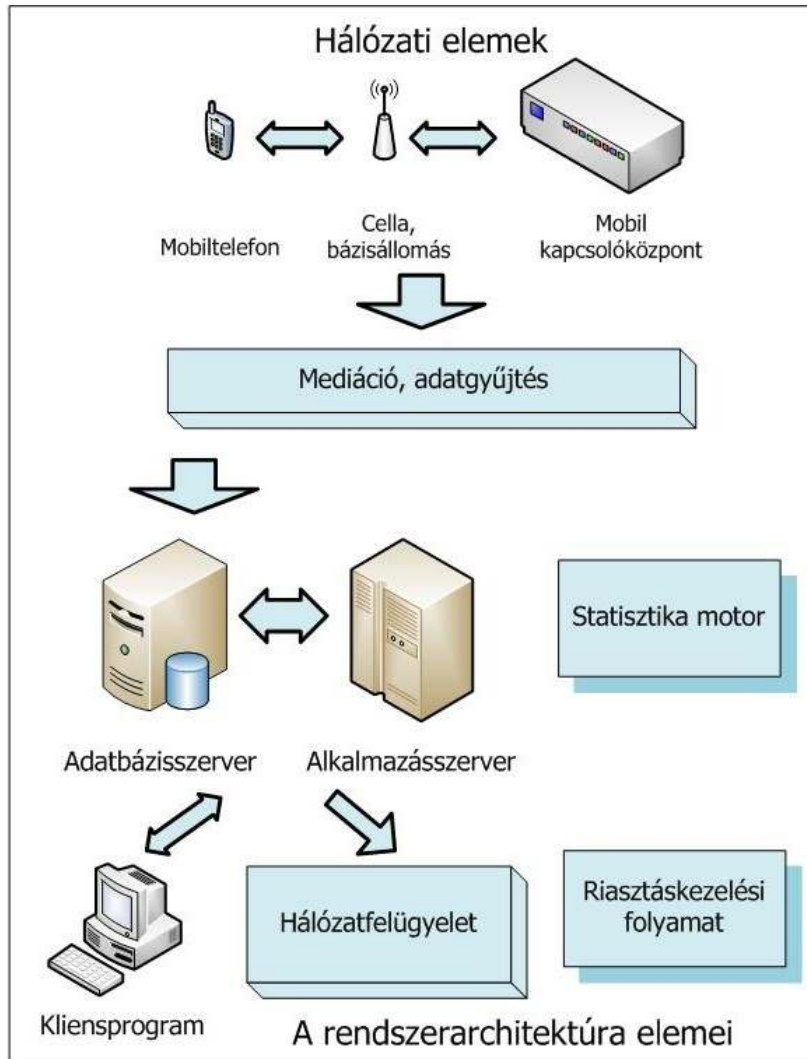 Hálózati elemek
Mobiltelefon
Cella,
bázisállomás
Mobil
kapcsolóközpont
Mediáció, adatgyűjtés
Statisztika motor
Adatbázisszerver
Alkalmazásszerver
Hálózatfelügyelet
Riasztáskezelési
folyamat
Kliensprogram
A rendszerarchitektúra elemei